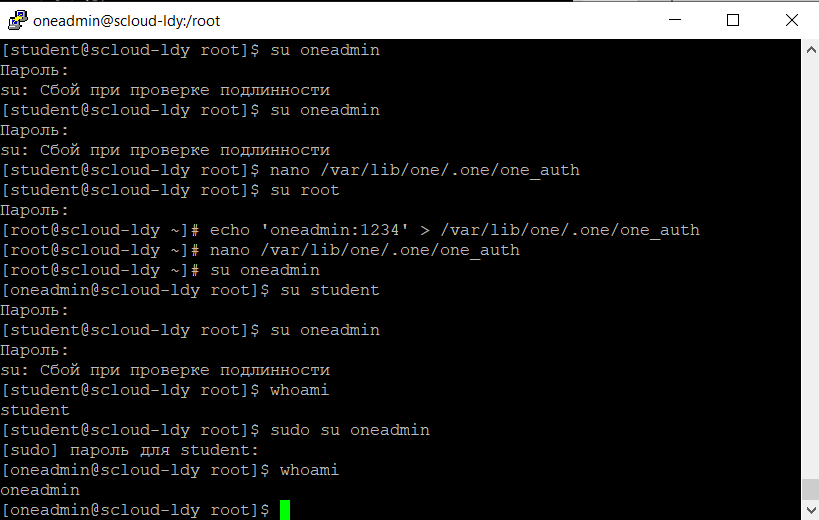 oneadmin@scloud-ldy:/root
[student@scloud-ldy root]$ su oneadmin
Пароль:
su: Сбой при проверке подлинности
[student@scloud-ldy root]$ su oneadmin
Пароль:
su: Сбой при проверке подлинности
[student@scloud-ldy root]$ nano /var/lib/one/.one/one_auth
[student@scloud-ldy root]$ su root
Пароль:
[root@scloud-ldy ~]# echo 'oneadmin:1234' > /var/lib/one/.one/one_auth
[root@scloud-ldy ~]# nano /var/lib/one/.one/one_auth
[root@scloud-ldy ~]# su oneadmin
[oneadmin@scloud-ldy root]$ su student
Пароль:
[student@scloud-ldy root]$ su oneadmin
Пароль:
su: Сбой при проверке подлинности
[student@scloud-ldy root]$ whoami
student
[student@scloud-ldy root]$ sudo su oneadmin
[sudo] пароль для student:
[oneadmin@scloud-ldy root]$ whoami
oneadmin
[oneadmin@scloud-ldy root]$